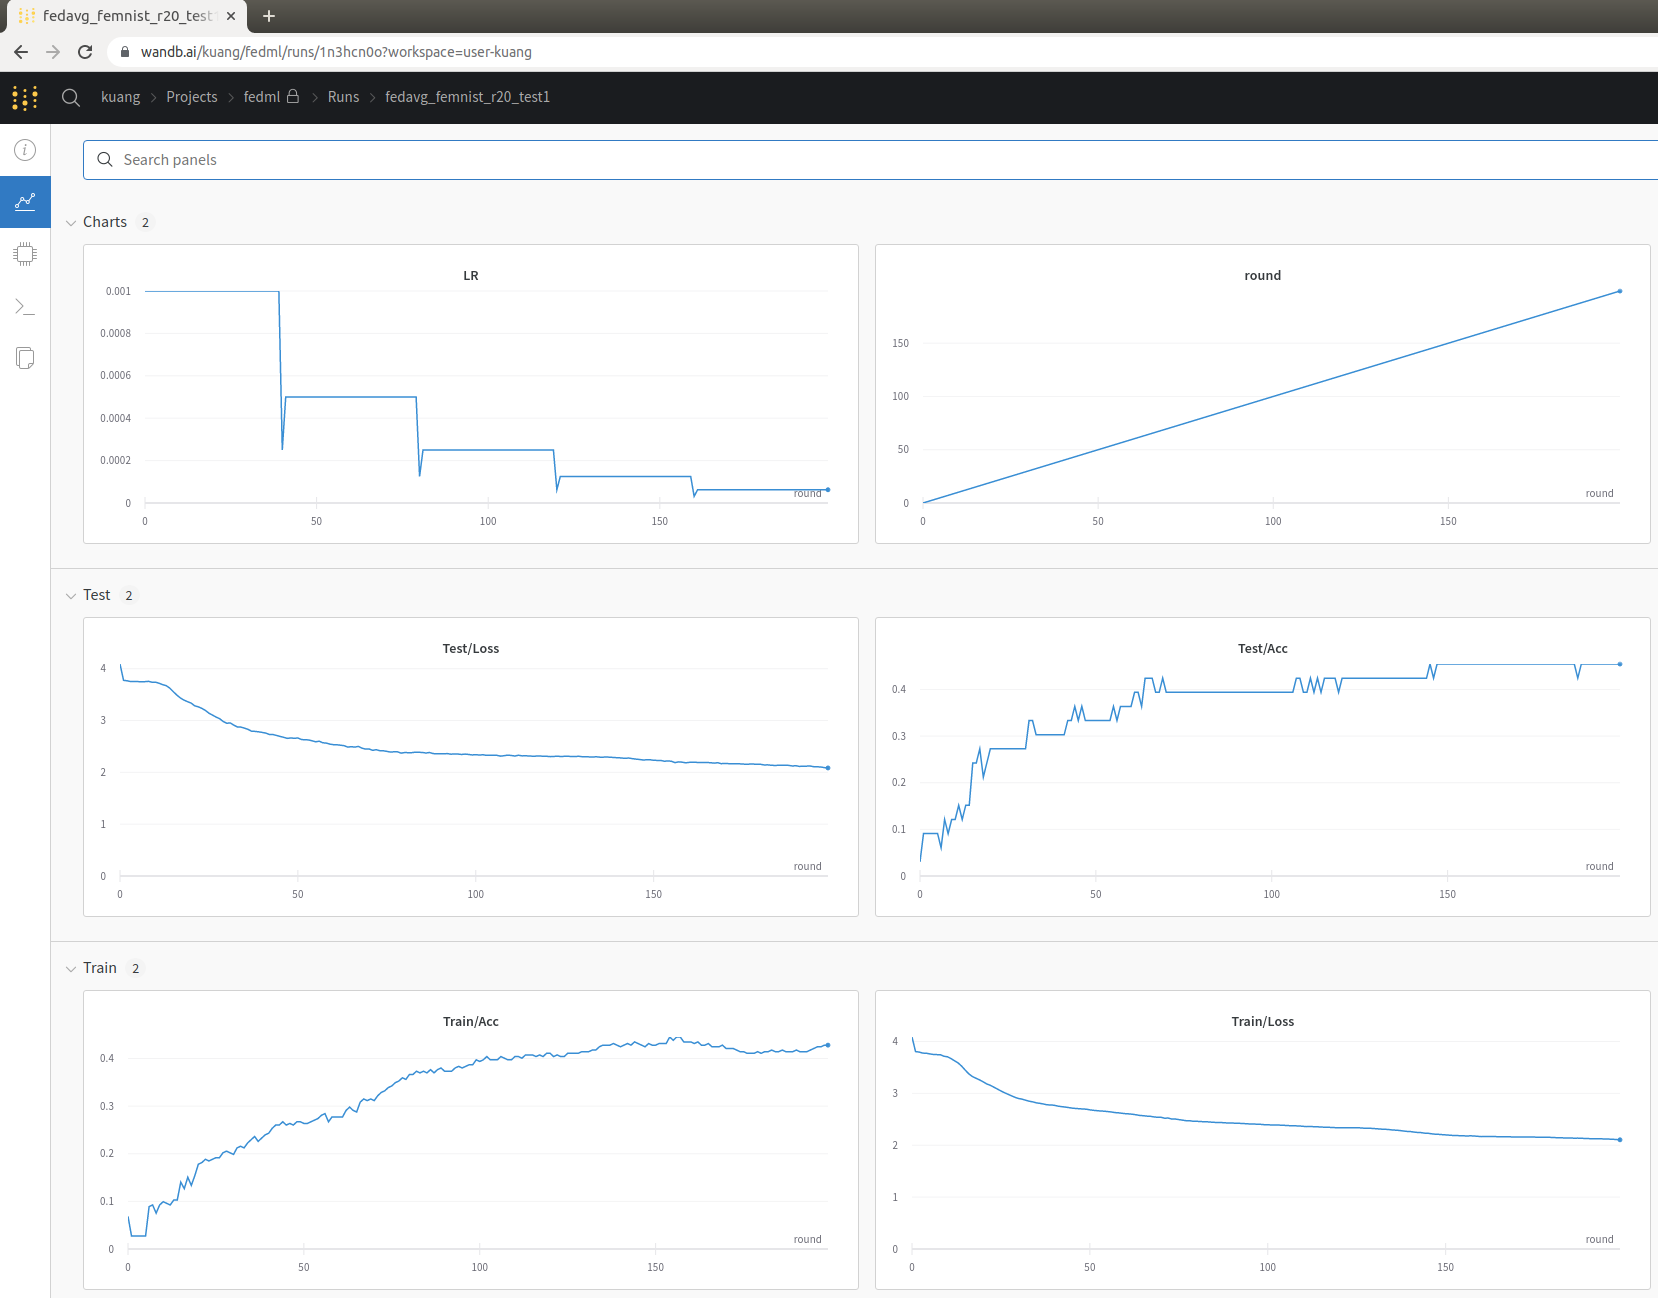 fedavg_femnist_r20_test
wandb.ai/kuang/fedml/runs/1n3hcn0o?workspace=user-kuang
kuang > Projects > fedml > Runs > fedavg_femnist_r20_test1
Search panels
Charts 2
LR
0.001
0.0008
0.0006
0.0004
0.0002
0
round
0 50 100 150
round
150
100
50
0
round
0 50 100 150
Test 2
Test/Loss
4
3
2
1
0
round
0 50 100 150
Test/Acc
0.4
0.3
0.2
0.1
0
round
0 50 100 150
Train 2
Train/Acc
0.4
0.3
0.2
0.1
0
round
0 50 100 150
Train/Loss
4
3
2
1
0
round
0 50 100 150